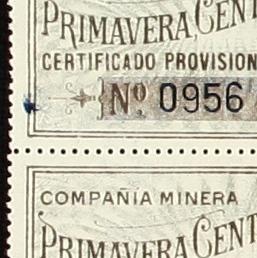 PRIMAVERA CENT
CERTIFICADO PROVISION
Nº 0956
COMPAÑIA MINERA
PRIMAVERA CENT